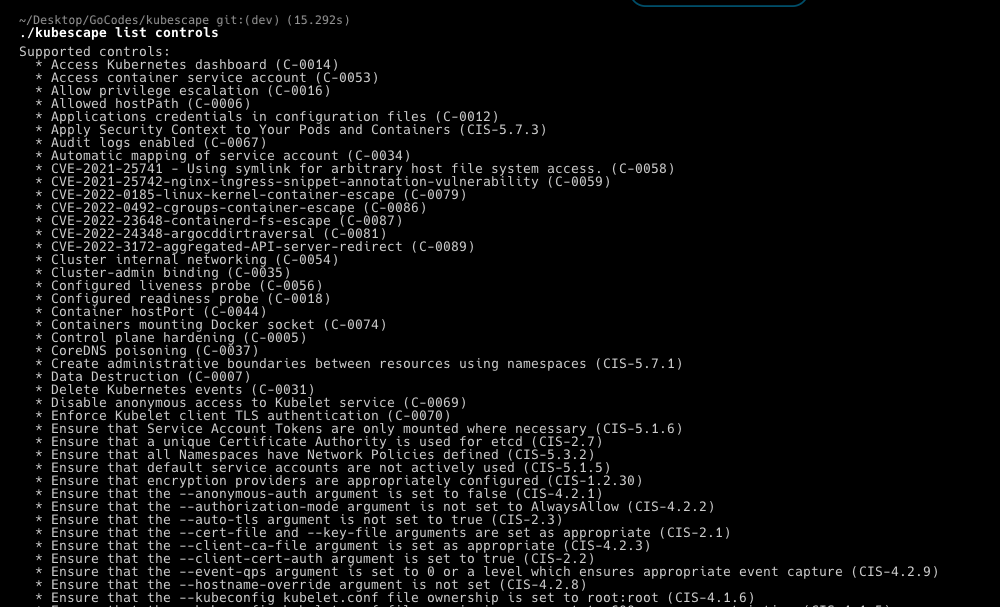 ~/Desktop/GoCodes/kubescape git:(dev) (15.292s)
./kubescape list controls
Supported controls:
* Access Kubernetes dashboard (C-0014)
* Access container service account (C-0053)
* Allow privilege escalation (C-0016)
* Allowed hostPath (C-0006)
* Applications credentials in configuration files (C-0012)
* Apply Security Context to Your Pods and Containers (CIS-5.7.3)
* Audit logs enabled (C-0067)
* Automatic mapping of service account (C-0034)
* CVE-2021-25741 - Using symlink for arbitrary host file system access. (C-0058)
* CVE-2021-25742-nginx-ingress-snippet-annotation-vulnerability (C-0059)
* CVE-2022-0185-linux-kernel-container-escape (C-0079)
* CVE-2022-0492-cgroups-container-escape (C-0086)
* CVE-2022-23648-containerd-fs-escape (C-0087)
* CVE-2022-24348-argocddirtraversal (C-0081)
* CVE-2022-3172-aggregated-API-server-redirect (C-0089)
* Cluster internal networking (C-0054)
* Cluster-admin binding (C-0035)
* Configured liveness probe (C-0056)
* Configured readiness probe (C-0018)
* Container hostPort (C-0044)
* Containers mounting Docker socket (C-0074)
* Control plane hardening (C-0005)
* CoreDNS poisoning (C-0037)
* Create administrative boundaries between resources using namespaces (CIS-5.7.1)
* Data Destruction (C-0007)
* Delete Kubernetes events (C-0031)
* Disable anonymous access to Kubelet service (C-0069)
* Enforce Kubelet client TLS authentication (C-0070)
* Ensure that Service Account Tokens are only mounted where necessary (CIS-5.1.6)
* Ensure that a unique Certificate Authority is used for etcd (CIS-2.7)
* Ensure that all Namespaces have Network Policies defined (CIS-5.3.2)
* Ensure that default service accounts are not actively used (CIS-5.1.5)
* Ensure that encryption providers are appropriately configured (CIS-1.2.30)
* Ensure that the --anonymous-auth argument is set to false (CIS-4.2.1)
* Ensure that the --authorization-mode argument is not set to AlwaysAllow (CIS-4.2.2)
* Ensure that the --auto-tls argument is not set to true (CIS-2.3)
* Ensure that the --cert-file and --key-file arguments are set as appropriate (CIS-2.1)
* Ensure that the --client-ca-file argument is set as appropriate (CIS-4.2.3)
* Ensure that the --client-cert-auth argument is set to true (CIS-2.2)
* Ensure that the --event-qps argument is set to 0 or a level which ensures appropriate event capture (CIS-4.2.9)
* Ensure that the --hostname-override argument is not set (CIS-4.2.8)
* Ensure that the --kubeconfig kubelet.conf file ownership is set to root:root (CIS-4.1.6)